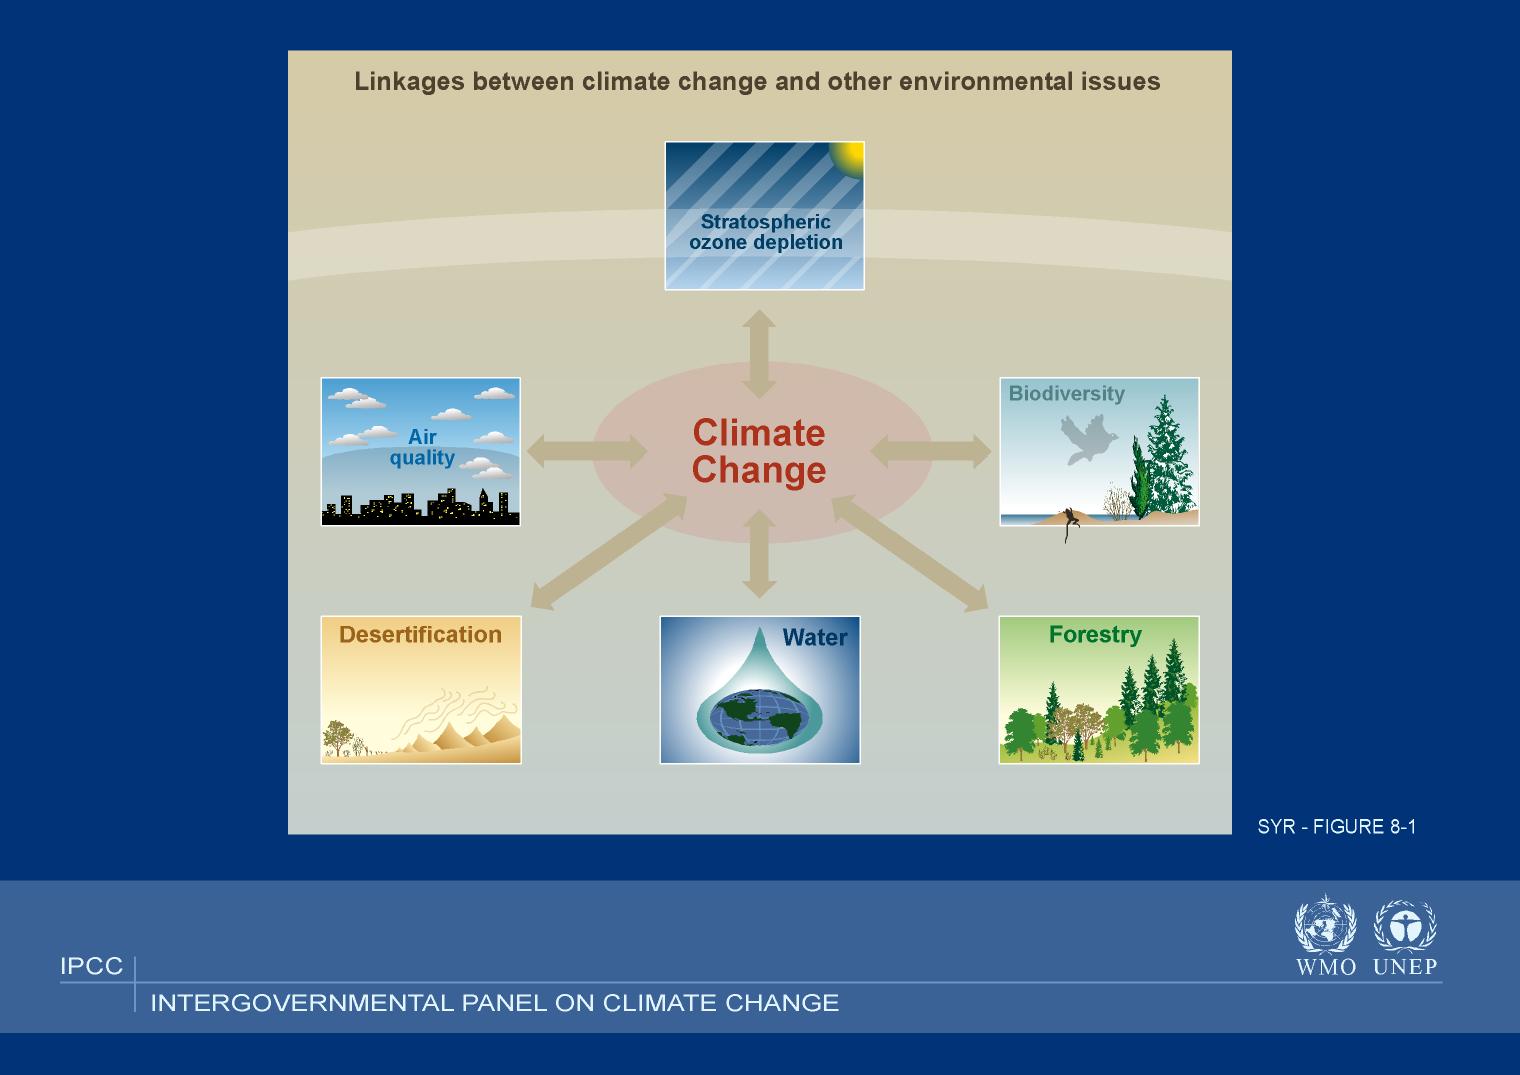 Linkages between climate change and other environmental issues
Stratospheric
ozone depletion
Air
quality
Climate
Change
Biodiversity
Desertification
Water
Forestry
SYR - FIGURE 8-1
IPCC
INTERGOVERNMENTAL PANEL ON CLIMATE CHANGE
WMO
UNEP